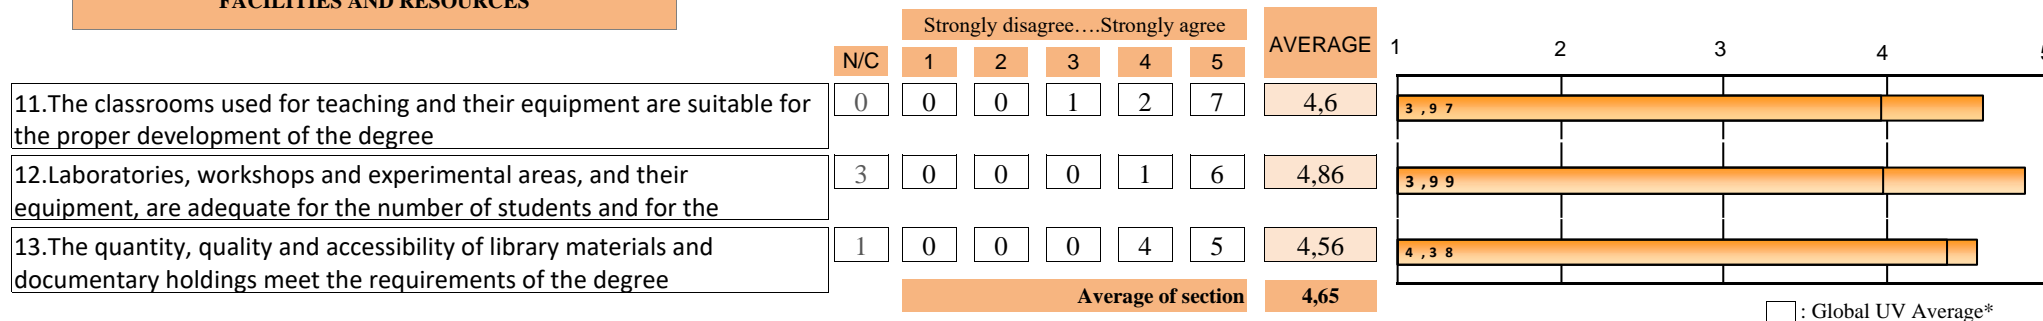 FACILITIES AND RESOURCES
Strongly disagree….Strongly agree
AVERAGE
N/C 1 2 3 4 5
1 2 3 4 5
11.The classrooms used for teaching and their equipment are suitable for
the proper development of the degree
0 0 0 1 2 7 4,6
3,97
12.Laboratories, workshops and experimental areas, and their
equipment, are adequate for the number of students and for the
3 0 0 0 1 6 4,86
3,99
13.The quantity, quality and accessibility of library materials and
documentary holdings meet the requirements of the degree
1 0 0 0 4 5 4,56
4,38
Average of section 4,65
: Global UV Average*